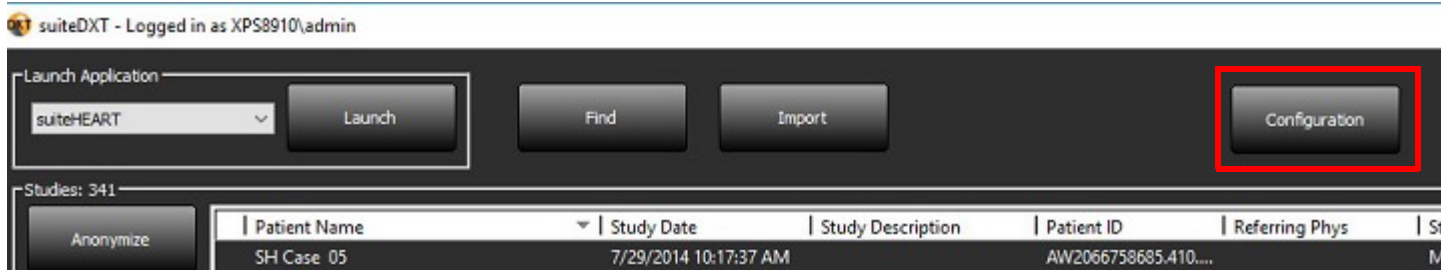 suiteDXT - Logged in as XPS8910\admin
Launch Application
suiteHEART Launch Find Import Configuration
Studies: 341
Anonymize
Patient Name Study Date Study Description Patient ID Referring Phys
SH Case 05 7/29/2014 10:17:37 AM AW2066758685.410....